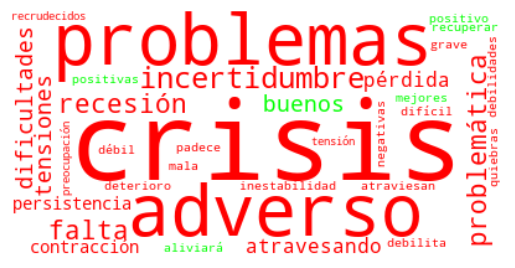 recrudecidos
problemas
positivo
recuperar
dificultades
tensiones
positivas
incertidumbre
pérdida
grave
recesión
buenos
mejores
difícil
problemática
quiebras
debilidades
preocupación
crisis
débil
padece
mala
tensión
negativas
deterioro
inestabilidad
atraviesan
persistencia
adverso
falta
contracción
aliviará
atravesando
debilita